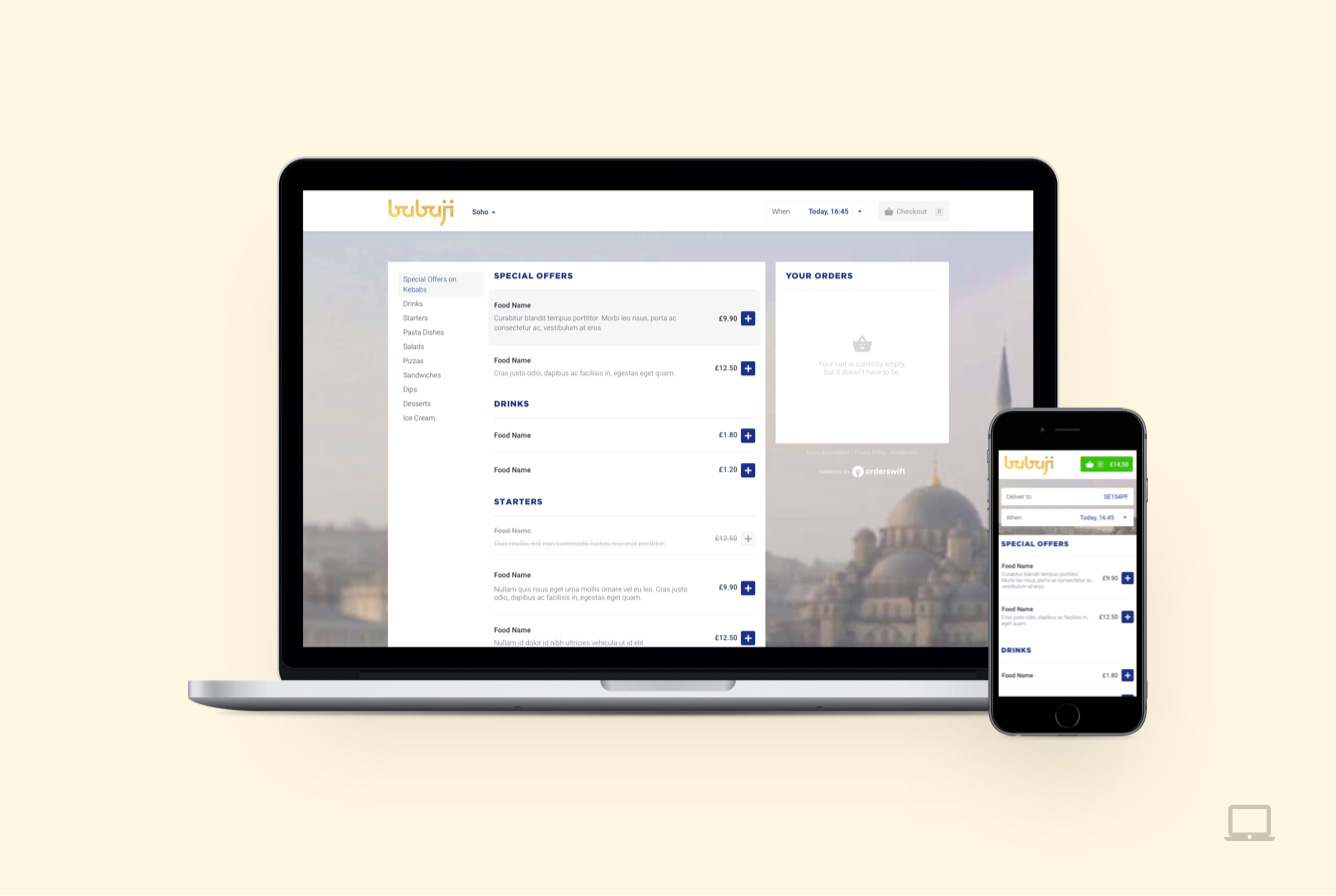 bubuji
Soho
When Today, 16:45
Checkout 0
Special Offers on
Kebabs
Drinks
Starters
Pasta Dishes
Salads
Pizzas
Sandwiches
Dips
Desserts
Ice Cream
SPECIAL OFFERS
Food Name
Curabitur blandit tempus porttitor. Morbi leo risus, porta ac
consectetur ac, vestibulum at eros.
£9.90
Food Name
Cras justo odio, dapibus ac facilisis in, egestas eget quam.
£12.50
DRINKS
Food Name £1.80
Food Name £1.20
STARTERS
Food Name
Duis mollis, est non commodo luctus, nisi erat porttitor.
£12.50
Food Name
Nullam quis risus eget urna mollis ornare vel eu leo. Cras justo
odio, dapibus ac facilisis in, egestas eget quam.
£9.90
Food Name
Nullam id dolor id nibh ultricies vehicula ut id elit.
£12.50
YOUR ORDERS
Your cart is currently empty,
but it doesn't have to be
POWERED BY orderswift
bubuji
£14,50
Deliver to SE154PF
When Today, 16:45
SPECIAL OFFERS
Food Name
Curabitur blandit tempus porttitor.
Morbi leo risus, porta ac consectetur ac,
vestibulum at eros.
£9.90
Food Name
Cras justo odio, dapibus ac facilisis in,
egestas eget quam.
£12.50
DRINKS
Food Name £1.80